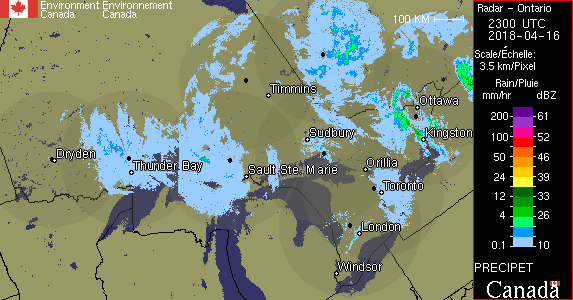 Environment Environnement
Canada Canada
Radar - Ontario
2300 UTC
2018-04-16
Scale/Échelle:
3.5 km/Pixel
Rain/Pluie
mm/hr dBZ
200 61
100 52
50 46
24 39
12 33
4 26
0.1 10
PRECIPET
Canada
100 KM
Timmins
Ottawa
Sudbury
Kingston
Dryden
Thunder Bay
Sault Ste. Marie
Orillia
Toronto
London
Windsor